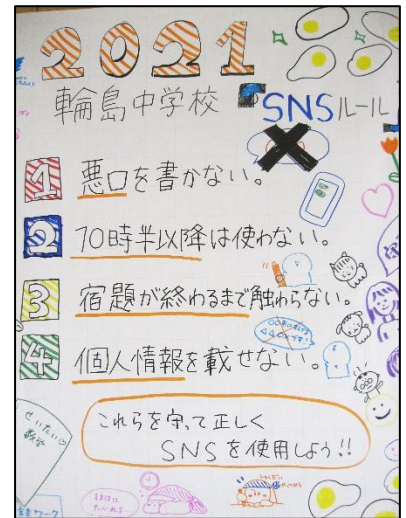 2021
輪島中学校 SNSルール
1 悪口を書かない。
2 10時半以降は使わない。
3 宿題が終わるまで触わらない。
4 個人情報を載せない。
これらを守って正しく
SNSを使用しよう!!